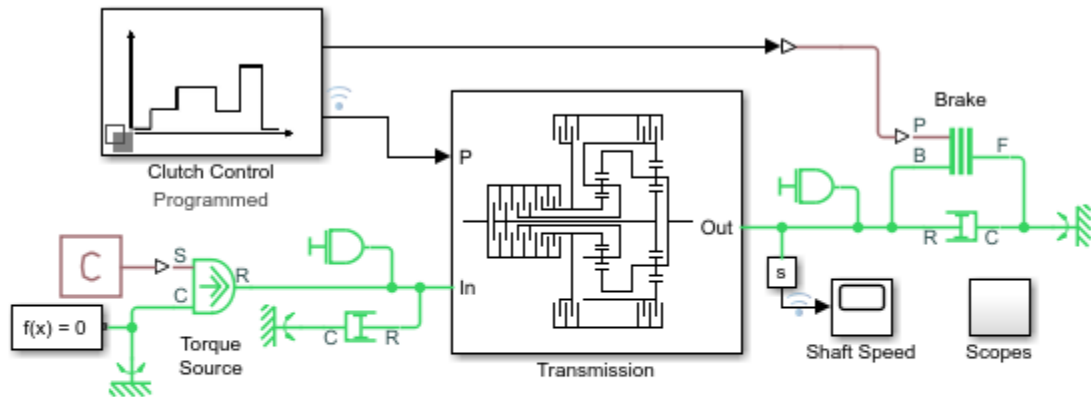 Clutch Control
Programmed
Brake
P
B
F
P
Out
R
C
S
C
R
C
In
f(x) = 0
C
R
s
Torque
Source
Transmission
Shaft Speed
Scopes